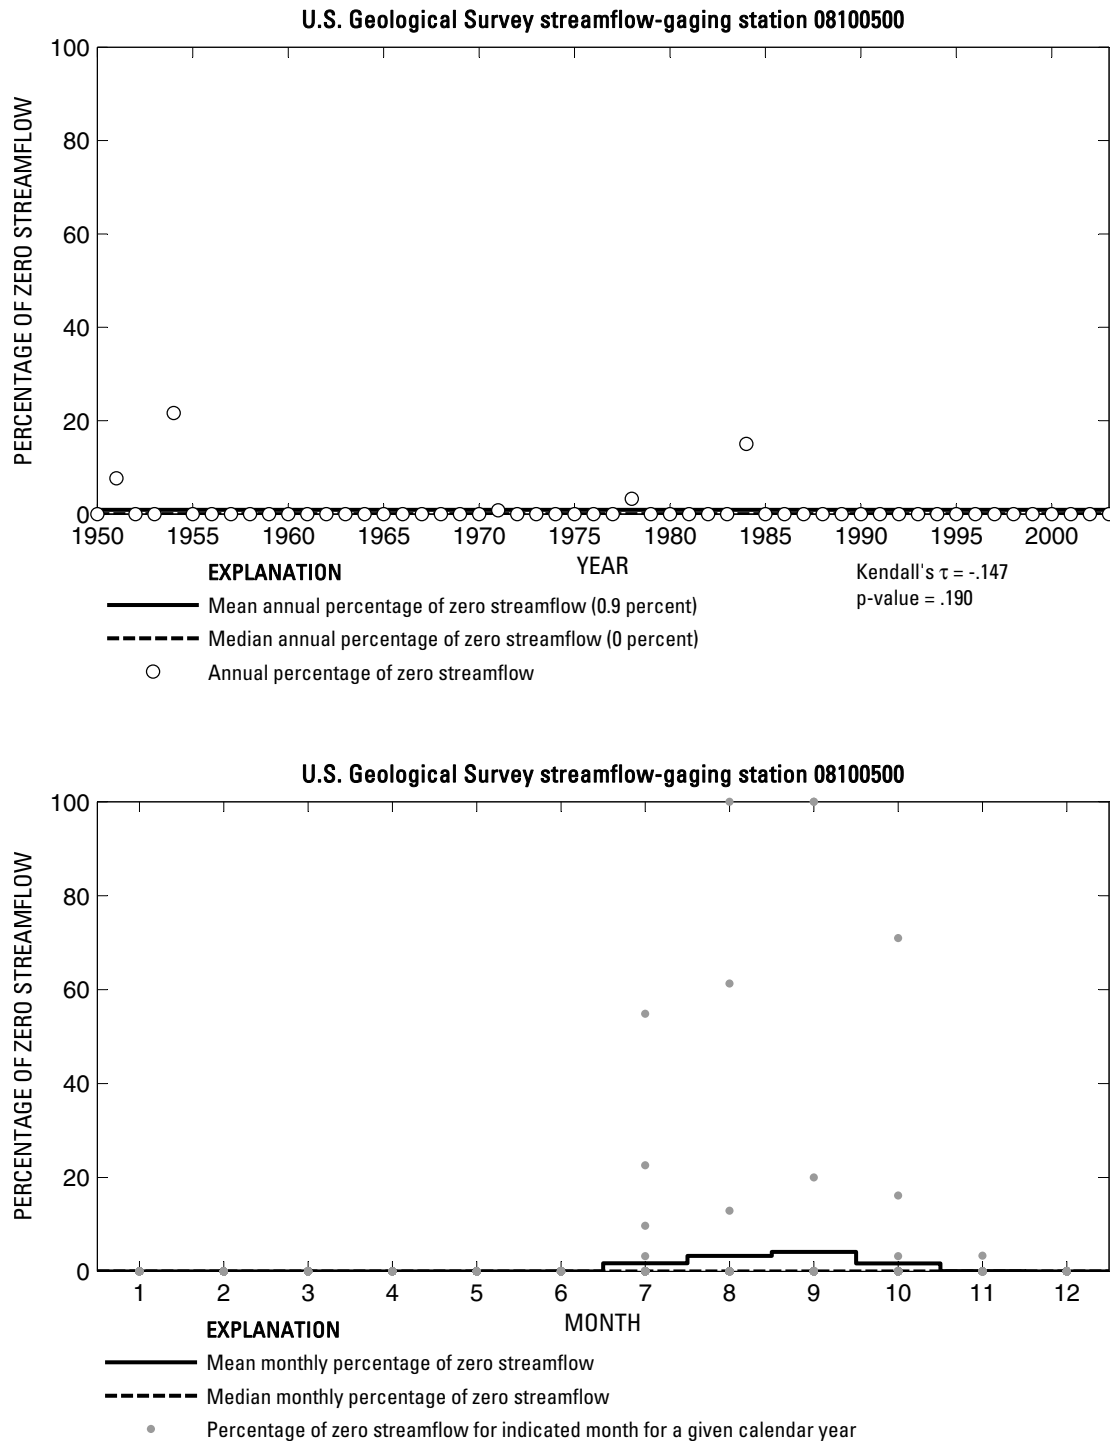 U.S. Geological Survey streamflow-gaging station 08100500
PERCENTAGE OF ZERO STREAMFLOW
100
80
60
40
20
0
1950 1955 1960 1965 1970 1975 1980 1985 1990 1995 2000
YEAR
Kendall's τ = -.147
p-value = .190
EXPLANATION
Mean annual percentage of zero streamflow (0.9 percent)
Median annual percentage of zero streamflow (0 percent)
Annual percentage of zero streamflow
U.S. Geological Survey streamflow-gaging station 08100500
PERCENTAGE OF ZERO STREAMFLOW
100
80
60
40
20
0
1 2 3 4 5 6 7 8 9 10 11 12
MONTH
EXPLANATION
Mean monthly percentage of zero streamflow
Median monthly percentage of zero streamflow
Percentage of zero streamflow for indicated month for a given calendar year